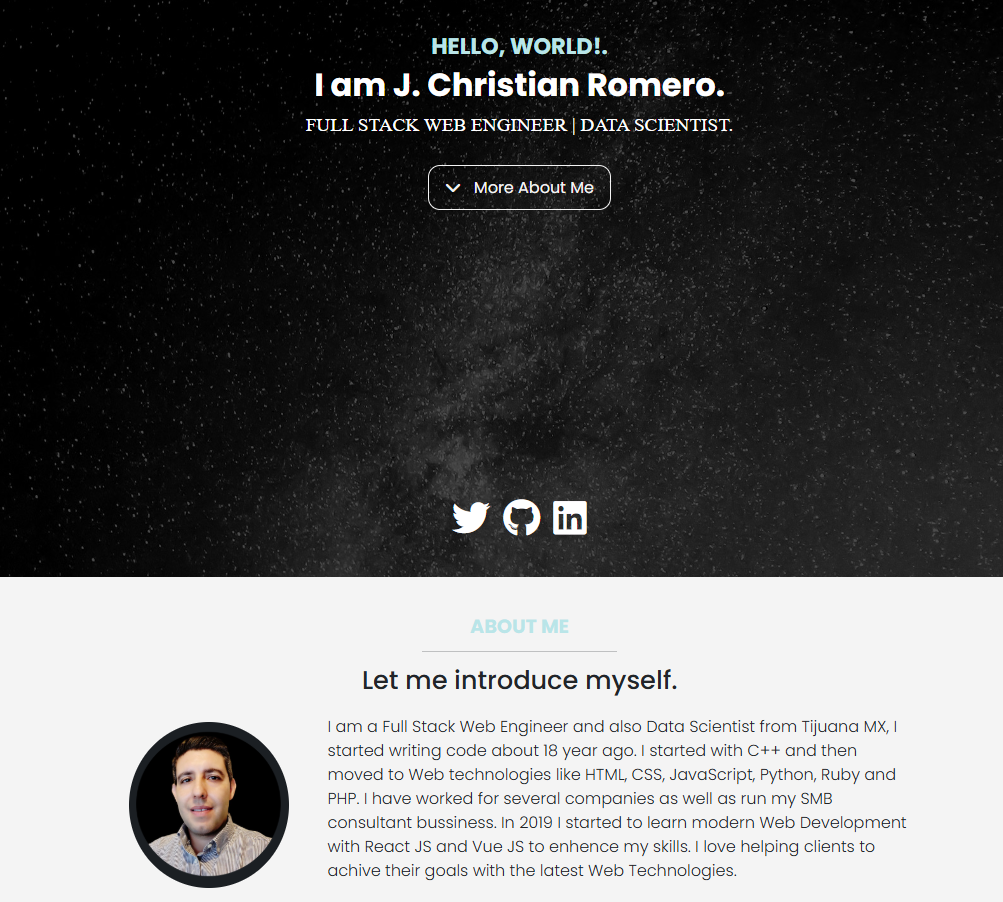 HELLO, WORLD!.
I am J. Christian Romero.
FULL STACK WEB ENGINEER | DATA SCIENTIST.
More About Me
in
ABOUT ME
Let me introduce myself.
I am a Full Stack Web Engineer and also Data Scientist from Tijuana MX, I
started writing code about 18 year ago. I started with C++ and then
moved to Web technologies like HTML, CSS, JavaScript, Python, Ruby and
PHP. I have worked for several companies as well as run my SMB
consultant bussiness. In 2019 I started to learn modern Web Development
with React JS and Vue JS to enhence my skills. I love helping clients to
achive their goals with the latest Web Technologies.